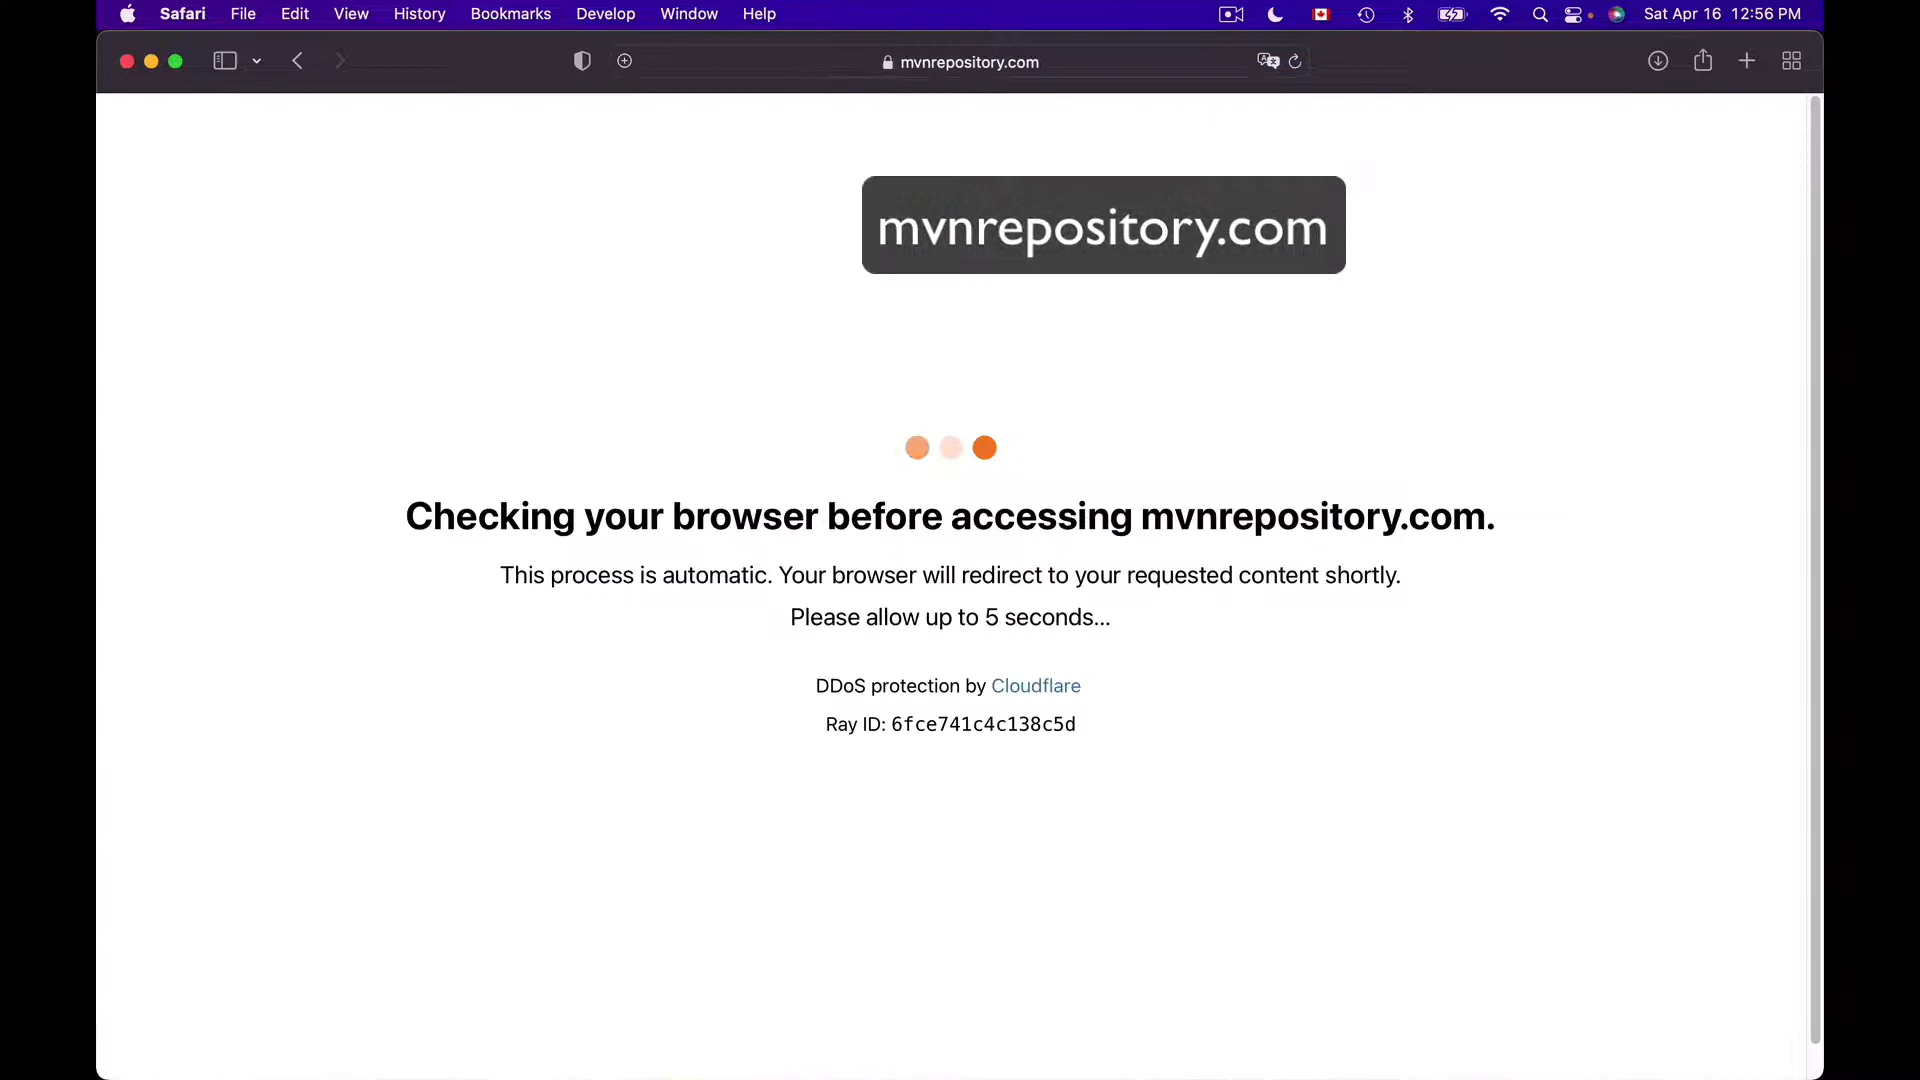 Safari File Edit View History Bookmarks Develop Window Help Sat Apr 16 12:56 PM
mvnrepository.com
mvnrepository.com
Checking your browser before accessing mvnrepository.com.
This process is automatic. Your browser will redirect to your requested content shortly.
Please allow up to 5 seconds...
DDoS protection by Cloudflare
Ray ID: 6fce741c4c138c5d